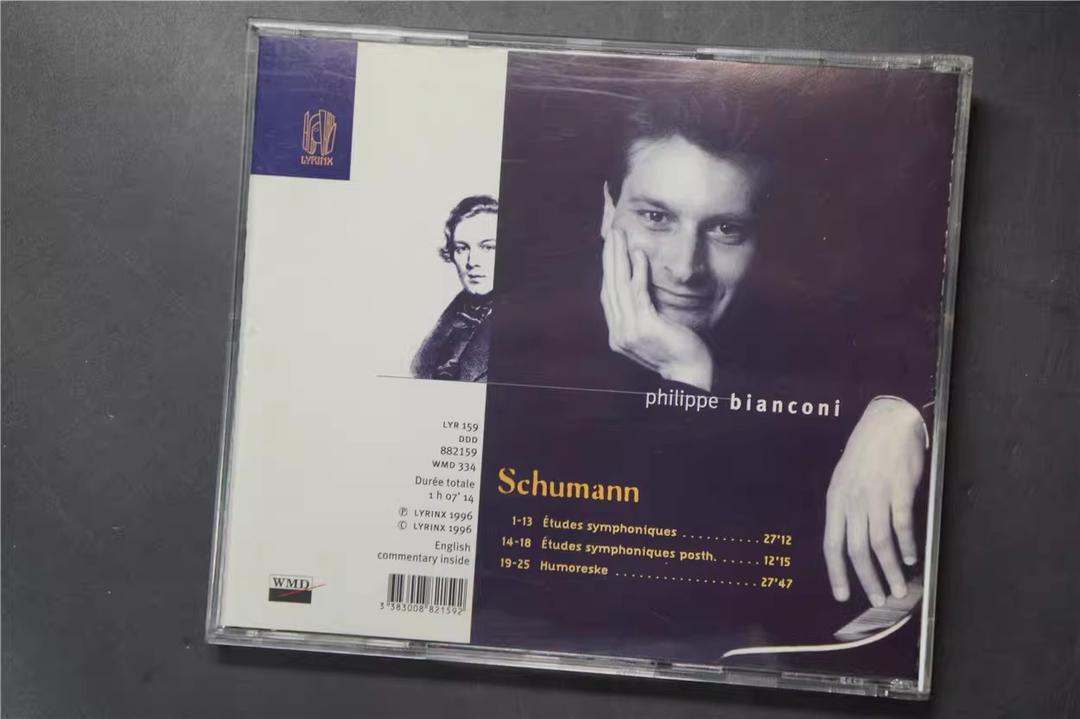 LYRINX
philippe bianconi
LYR 159
DDD
882159
WMD 334
Durée totale
1 h 07' 14
℗ LYRINX 1996
© LYRINX 1996
English
commentary inside
WMD
3 383008 821592
Schumann
1-13 Études symphoniques .......... 27'12
14-18 Études symphoniques posth. ..... 12'15
19-25 Humoreske ................. 27'47